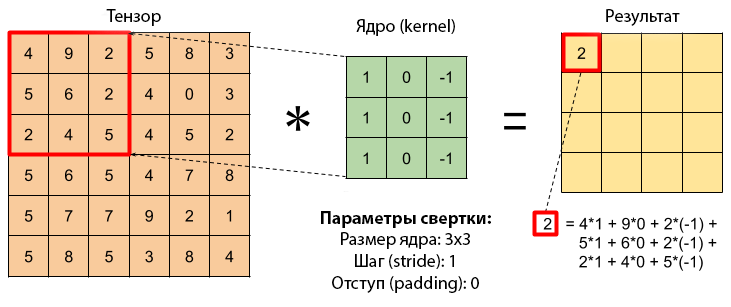 Тензор
Ядро (kernel)
Результат
4 9 2 5 8 3
5 6 2 4 0 3
2 4 5 4 5 2
5 6 5 4 7 8
5 7 7 9 2 1
5 8 5 3 8 4
*
1 0 -1
1 0 -1
1 0 -1
=
2
Параметры свертки:
Размер ядра: 3x3
Шаг (stride): 1
Отступ (padding): 0
2 = 4*1 + 9*0 + 2*(-1) +
5*1 + 6*0 + 2*(-1) +
2*1 + 4*0 + 5*(-1)